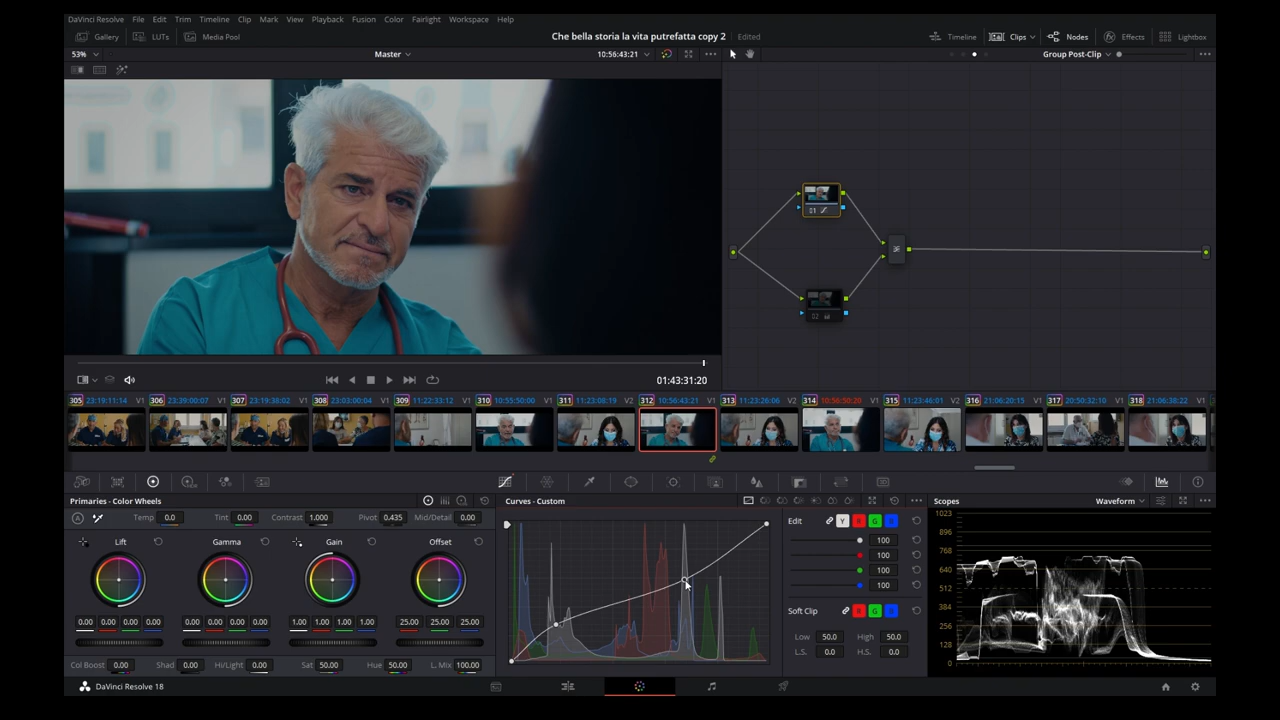 DaVinci Resolve File Edit Trim Timeline Clip Mark View Playback Fusion Color Fairlight Workspace Help
Gallery LUTs Media Pool Che bella storia la vita putrefatta copy 2 Edited Timeline Clips Nodes Effects Lightbox
53% Master 10:56:43:21 Group Post-Clip
01
02
01:43:31:20
305 23:19:11:14 V1 306 23:39:00:07 V1 307 23:19:38:02 V1 308 23:03:00:04 V1 309 11:22:33:12 V1 310 10:55:50:00 V1 311 11:23:08:19 V2 312 10:56:43:21 V1 313 11:23:26:06 V2 314 10:56:50:20 V1 315 11:23:46:01 V2 316 21:06:20:15 V1 317 20:50:32:10 V1 318 21:06:38:22 V1
Primaries - Color Wheels Curves - Custom Scopes Waveform
A Temp 0.0 Tint 0.00 Contrast 1.000 Pivot 0.435 Mid/Detail 0.00
Edit Y R G B
Lift Gamma Gain Offset
100
100
100
100
Soft Clip R G B
0.00 0.00 0.00 0.00 0.00 0.00 0.00 0.00 1.00 1.00 1.00 1.00 25.00 25.00 25.00
Low 50.0 High 50.0
L.S. 0.0 H.S. 0.0
Col Boost 0.00 Shad 0.00 Hi/Light 0.00 Sat 50.00 Hue 50.00 L. Mix 100.00
1023
896
768
640
512
384
256
128
0
DaVinci Resolve 18